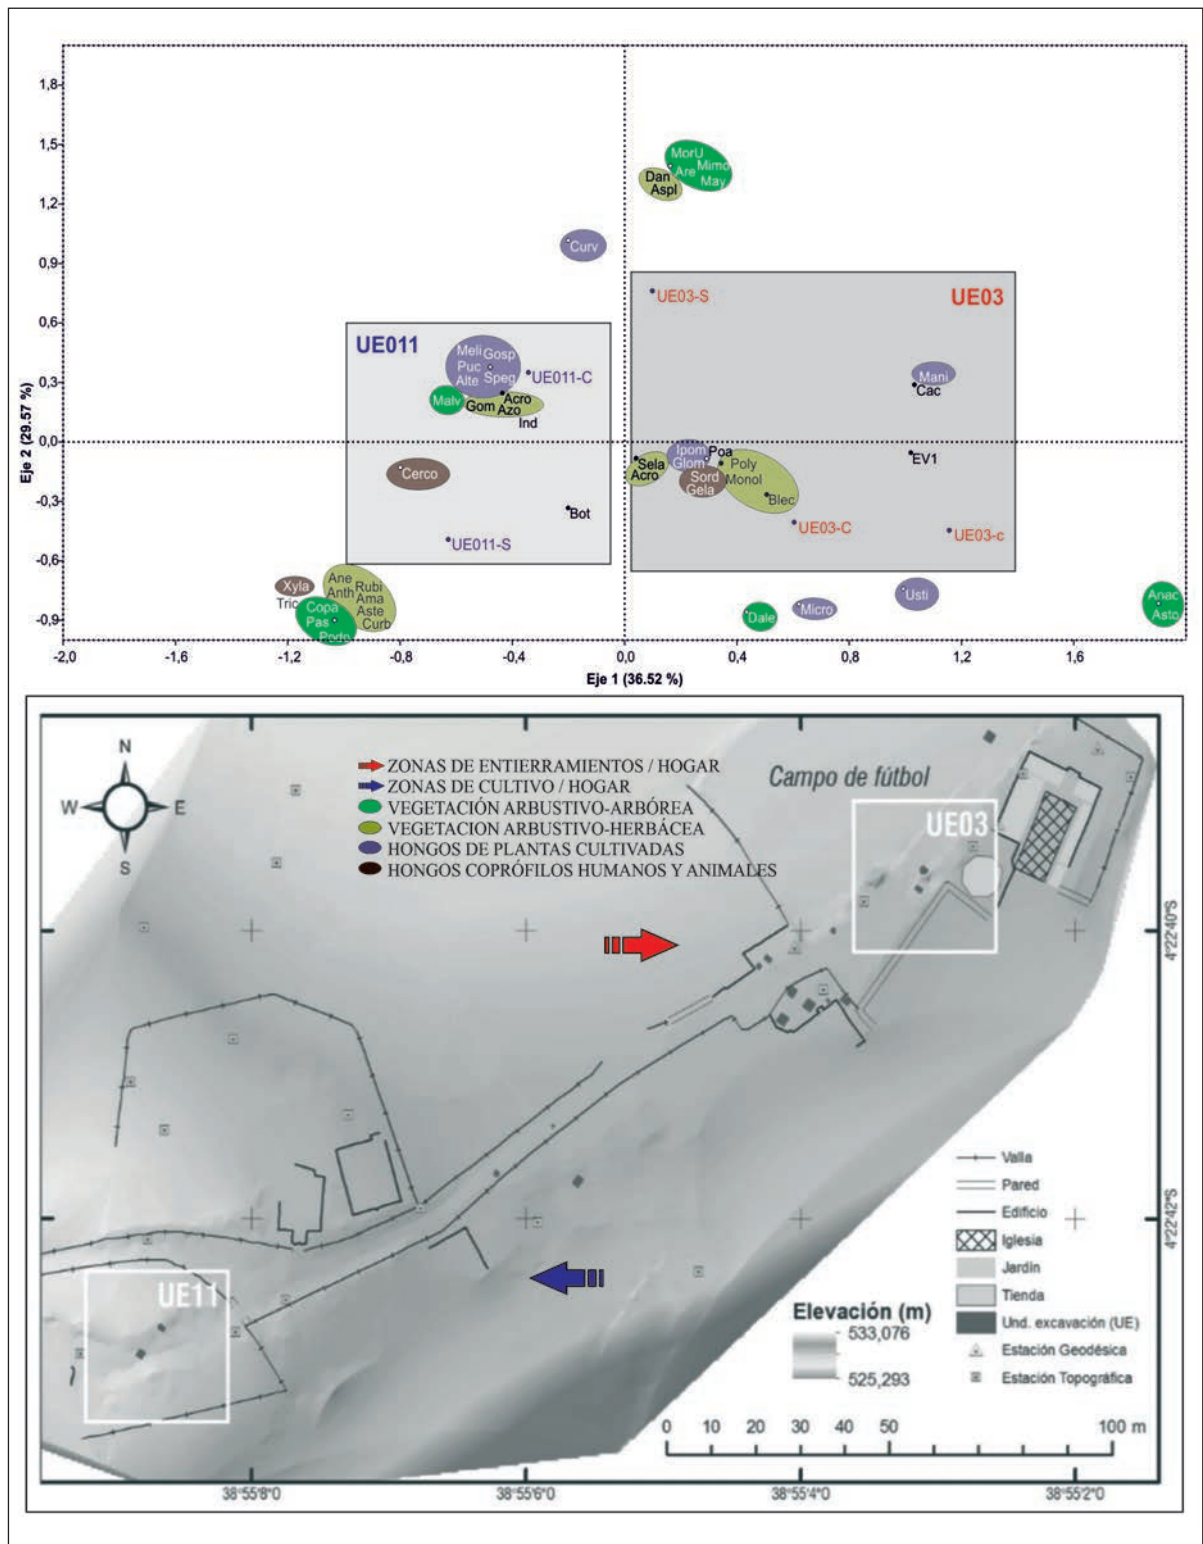 1,8
1,5
1,2
0,9
0,6
0,3
0,0
-0,3
-0,6
-0,9
Eje 2 (29.57 %)
MorU
Mimo
Are
May
Dan
Aspl
Curv
UE03-S
UE03
UE011
Meli
Gosp
Puc
Alte
Speg
UE011-C
Malv
Gom
Acro
Azo
Ind
Mani
Cac
Cerco
Sela
Acro
Ipom
Glom
Poa
Sord
Gela
Poly
Monol
Blec
EV1
Bot
UE011-S
UE03-C
UE03-c
Xyla
Tric
Ane
Anth
Rubi
Ama
Aste
Curb
Copa
Pas
Podo
Dale
Micro
Usti
Anac
Asto
-2,0
-1,6
-1,2
-0,8
-0,4
0,0
0,4
0,8
1,2
1,6
Eje 1 (36.52 %)
N
W
E
S
ZONAS DE ENTIERRAMIENTOS / HOGAR
ZONAS DE CULTIVO / HOGAR
VEGETACIÓN ARBUSTIVO-ARBÓREA
VEGETACION ARBUSTIVO-HERBÁCEA
HONGOS DE PLANTAS CULTIVADAS
HONGOS COPRÓFILOS HUMANOS Y ANIMALES
Campo de fútbol
UE03
4°22'40"S
4°22'42"S
UE11
Valla
Pared
Edificio
Iglesia
Jardín
Tienda
Und. excavación (UE)
Estación Geodésica
Estación Topográfica
Elevación (m)
533,076
525,293
0 10 20 30 40 50 100 m
38°55'8"O
38°55'6"O
38°55'4"O
38°55'2"O